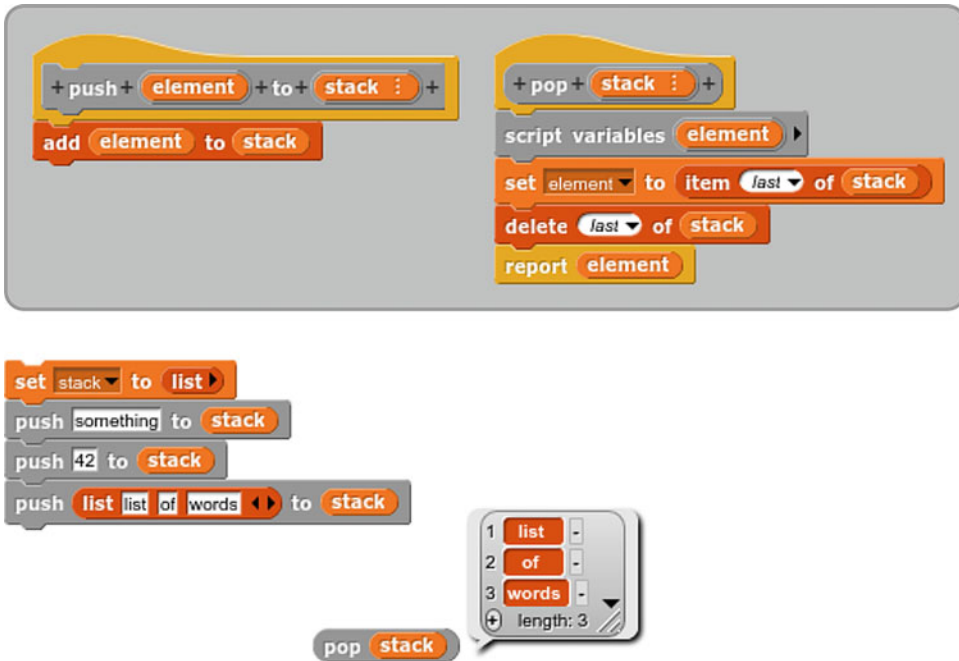 + push + element + to + stack ⋮ +
add element to stack
+ pop + stack ⋮ +
script variables element
set element to item last of stack
delete last of stack
report element
set stack to list
push something to stack
push 42 to stack
push list list of words to stack
1 list -
2 of -
3 words -
+ length: 3
pop stack